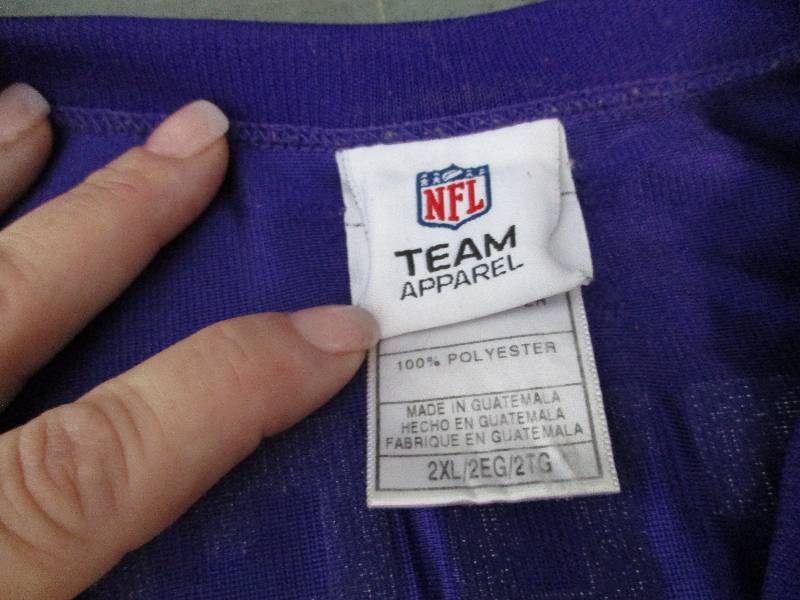 NFL
TEAM
APPAREL
100% POLYESTER
MADE IN GUATEMALA
HECHO EN GUATEMALA
FABRIQUE EN GUATEMALA
2XL/2EG/2TG